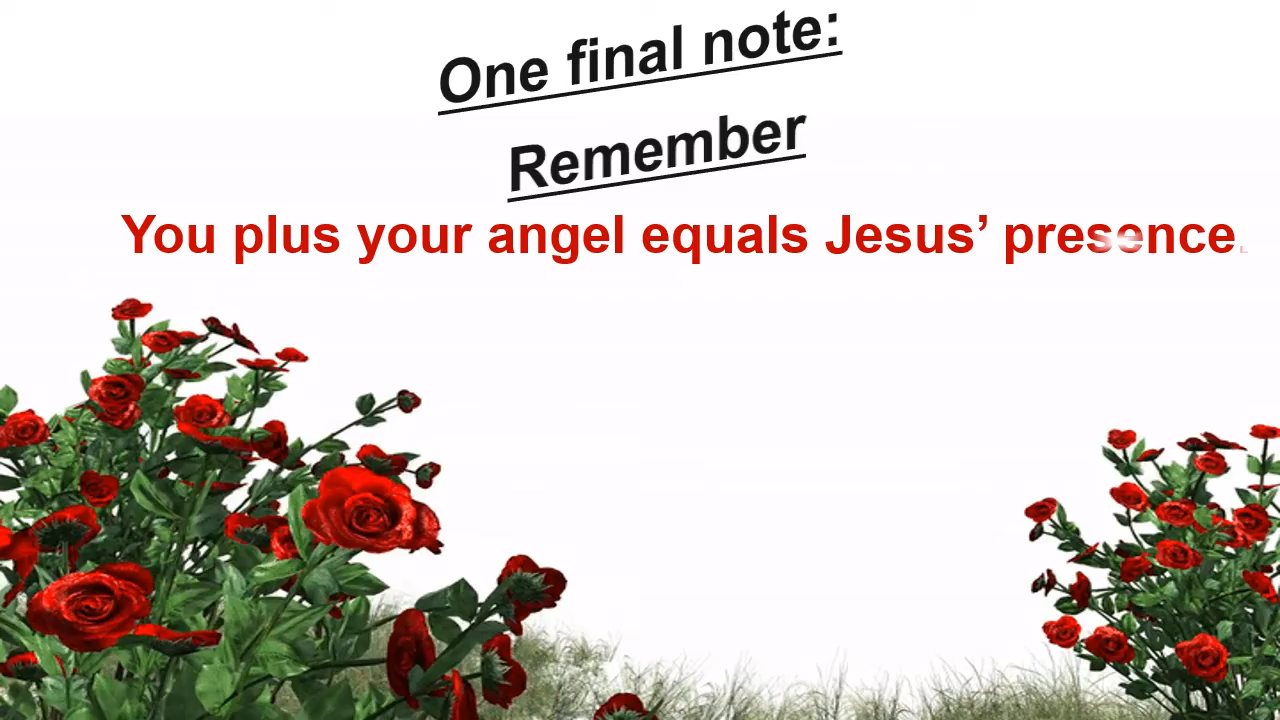 One final note:
Remember
You plus your angel equals Jesus’ presence.